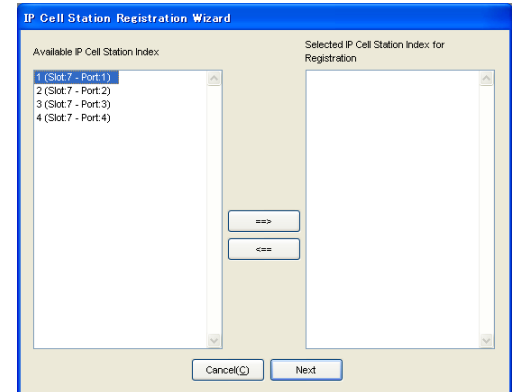 IP Cell Station Registration Wizard
Available IP Cell Station Index
Selected IP Cell Station Index for
Registration
1 (Slot:7 - Port:1)
2 (Slot:7 - Port:2)
3 (Slot:7 - Port:3)
4 (Slot:7 - Port:4)
==>
<==
Cancel(C)
Next